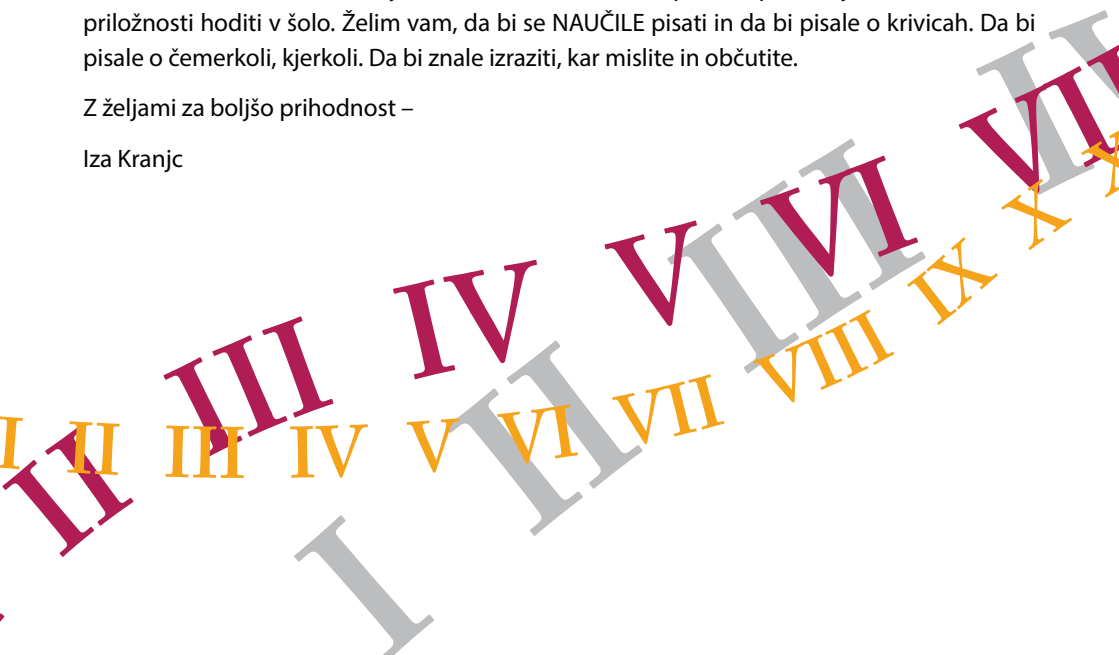 priložnosti hoditi v šolo. Želim vam, da bi se NAUČILE pisati in da bi pisale o krivicah. Da bi
pisale o čemerkoli, kjerkoli. Da bi znale izraziti, kar mislite in občutite.
Z željami za boljšo prihodnost –
Iza Kranjc
II III IV V VI VII
I II III IV V VI VII VIII IX X
I II III